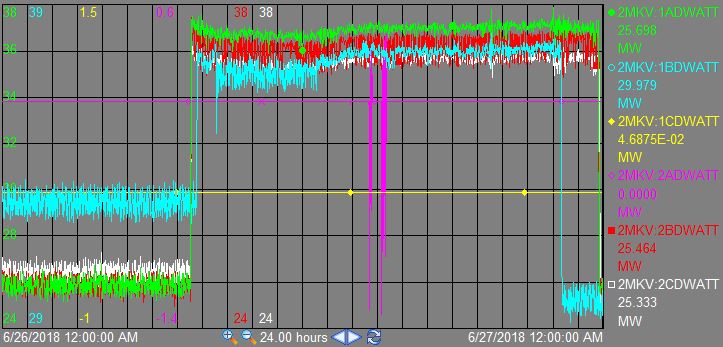 38 39 1.5 0.6 38 38
36
34
32
30
28
24 29 -1 -1.4 24 24
6/26/2018 12:00:00 AM 24.00 hours 6/27/2018 12:00:00 AM
2MKV:1ADWATT
25.698
MW
2MKV:1BDWATT
29.979
MW
2MKV:1CDWATT
4.6875E-02
MW
2MKV:2ADWATT
0.0000
MW
2MKV:2BDWATT
25.464
MW
2MKV:2CDWATT
25.333
MW